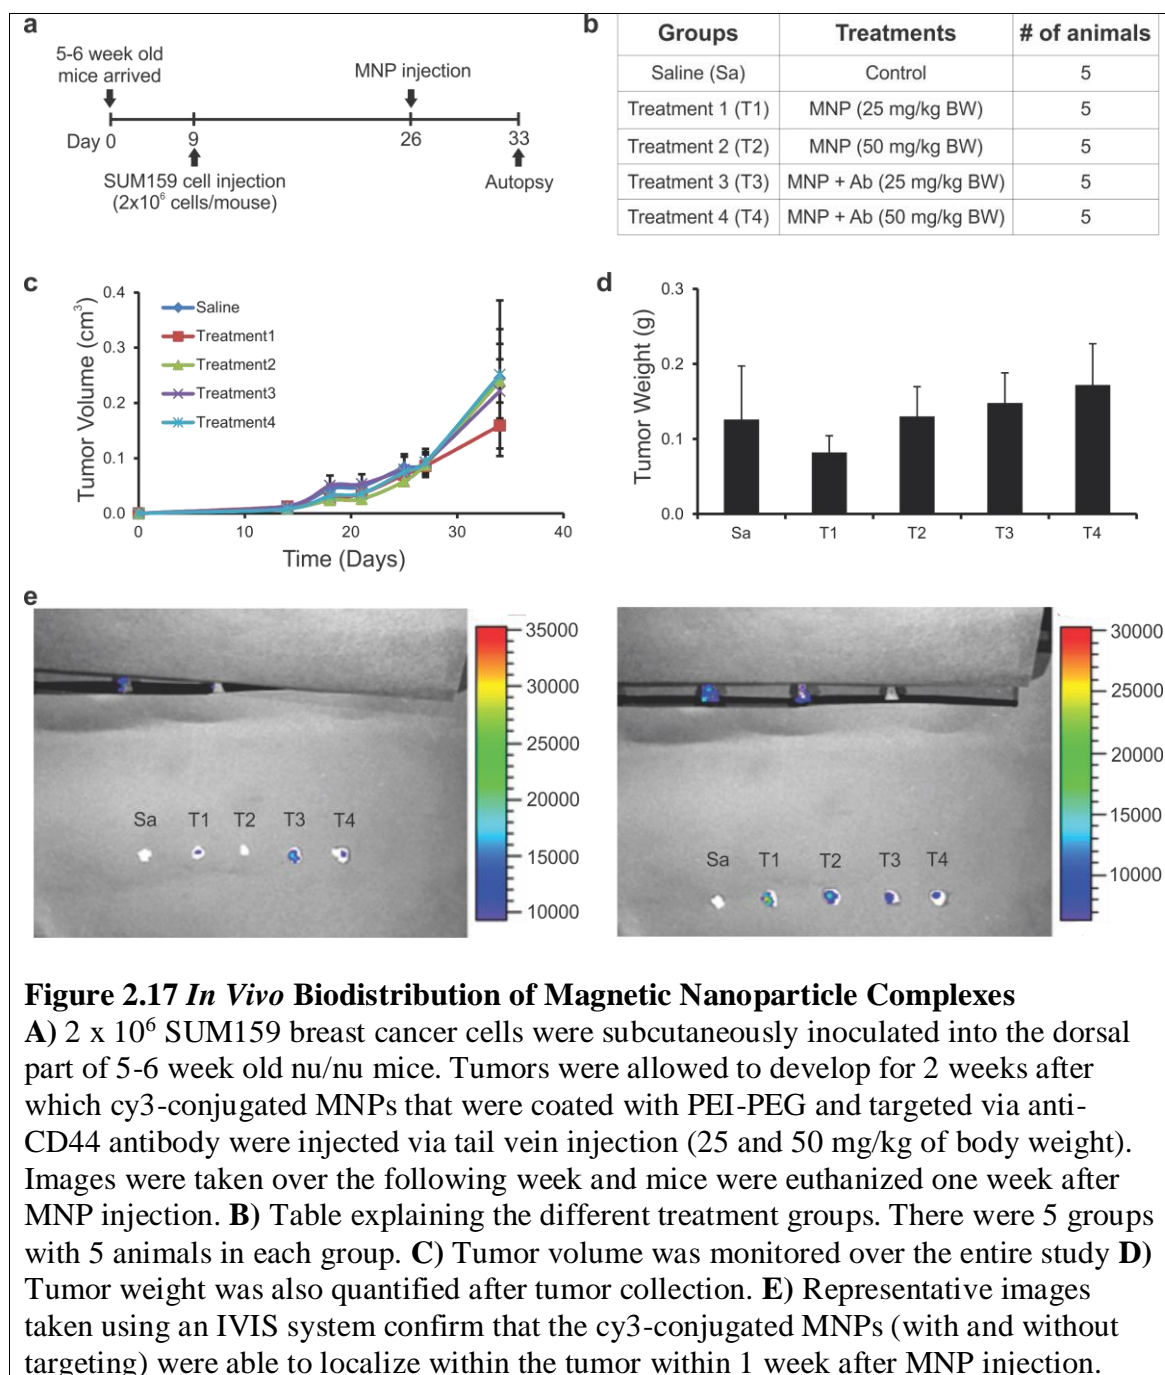 a
5-6 week old
mice arrived
MNP injection
Day 0
9
26
33
SUM159 cell injection
(2x10⁶ cells/mouse)
Autopsy
b
Groups Treatments # of animals
Saline (Sa) Control 5
Treatment 1 (T1) MNP (25 mg/kg BW) 5
Treatment 2 (T2) MNP (50 mg/kg BW) 5
Treatment 3 (T3) MNP + Ab (25 mg/kg BW) 5
Treatment 4 (T4) MNP + Ab (50 mg/kg BW) 5
c
Tumor Volume (cm³)
0.4
0.3
0.2
0.1
0.0
Saline
Treatment1
Treatment2
Treatment3
Treatment4
0 10 20 30 40
Time (Days)
d
Tumor Weight (g)
0.3
0.2
0.1
0.0
Sa T1 T2 T3 T4
e
Sa T1 T2 T3 T4
35000
30000
25000
20000
15000
10000
Sa T1 T2 T3 T4
30000
25000
20000
15000
10000
Figure 2.17 In Vivo Biodistribution of Magnetic Nanoparticle Complexes
A) 2 x 10⁶ SUM159 breast cancer cells were subcutaneously inoculated into the dorsal
part of 5-6 week old nu/nu mice. Tumors were allowed to develop for 2 weeks after
which cy3-conjugated MNPs that were coated with PEI-PEG and targeted via anti-
CD44 antibody were injected via tail vein injection (25 and 50 mg/kg of body weight).
Images were taken over the following week and mice were euthanized one week after
MNP injection. B) Table explaining the different treatment groups. There were 5 groups
with 5 animals in each group. C) Tumor volume was monitored over the entire study D)
Tumor weight was also quantified after tumor collection. E) Representative images
taken using an IVIS system confirm that the cy3-conjugated MNPs (with and without
targeting) were able to localize within the tumor within 1 week after MNP injection.